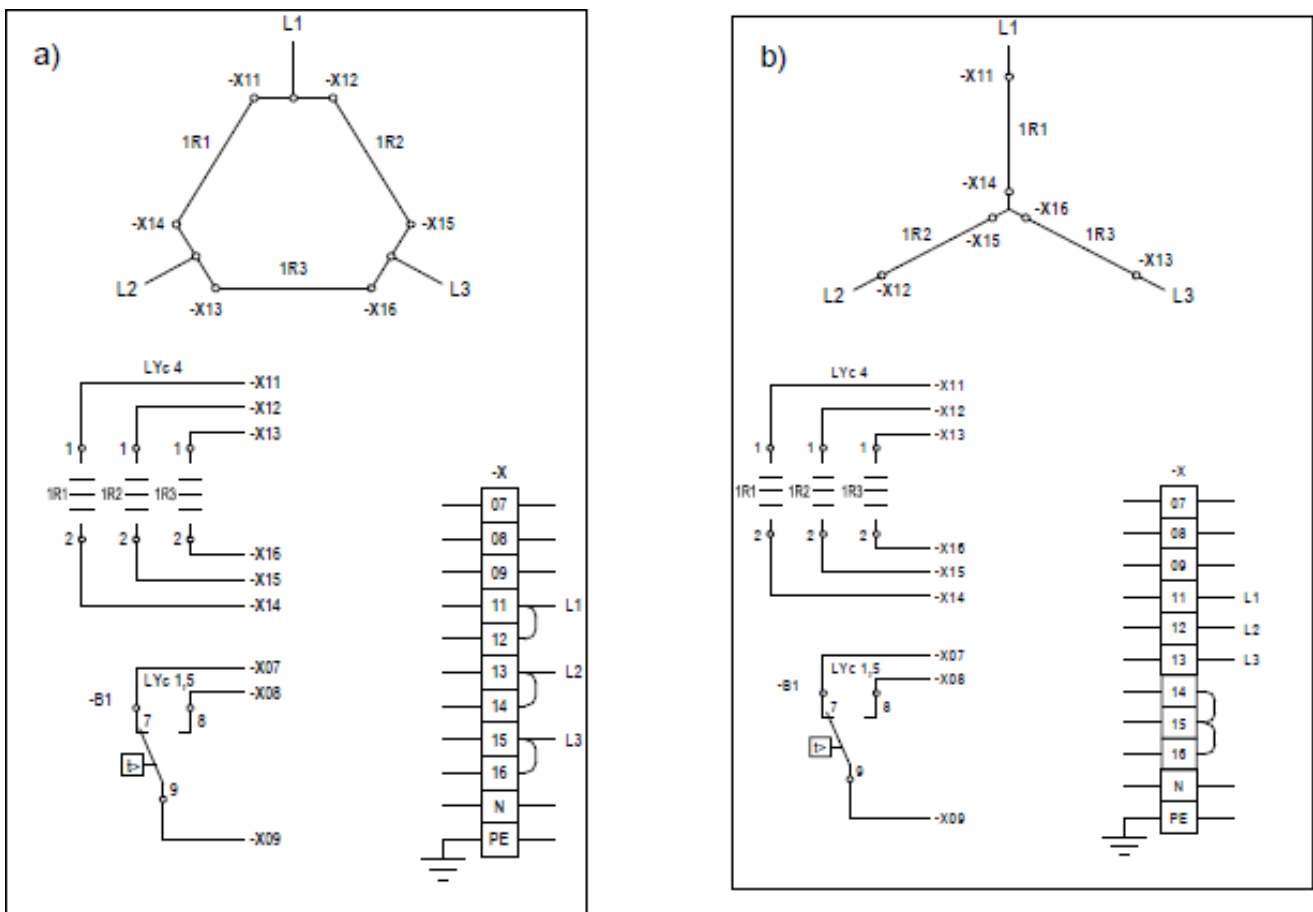 a)
L1
-X11
-X12
1R1
1R2
-X14
-X15
1R3
L2
L3
-X13
-X16
LYc 4
-X11
-X12
-X13
1
1
1
1R1
1R2
1R3
2
2
2
-X16
-X15
-X14
-X07
LYc 1,5
-X08
-B1
7
8
t>
9
-X09
-X
07
08
09
11
L1
12
13
L2
14
15
L3
16
N
PE
b)
L1
-X11
1R1
-X14
-X16
1R2
-X15
1R3
-X13
L2
-X12
L3
LYc 4
-X11
-X12
-X13
1
1
1
1R1
1R2
1R3
2
2
2
-X16
-X15
-X14
-X07
LYc 1,5
-X08
-B1
7
8
t>
9
-X09
-X
07
08
09
11
L1
12
L2
13
L3
14
15
16
N
PE